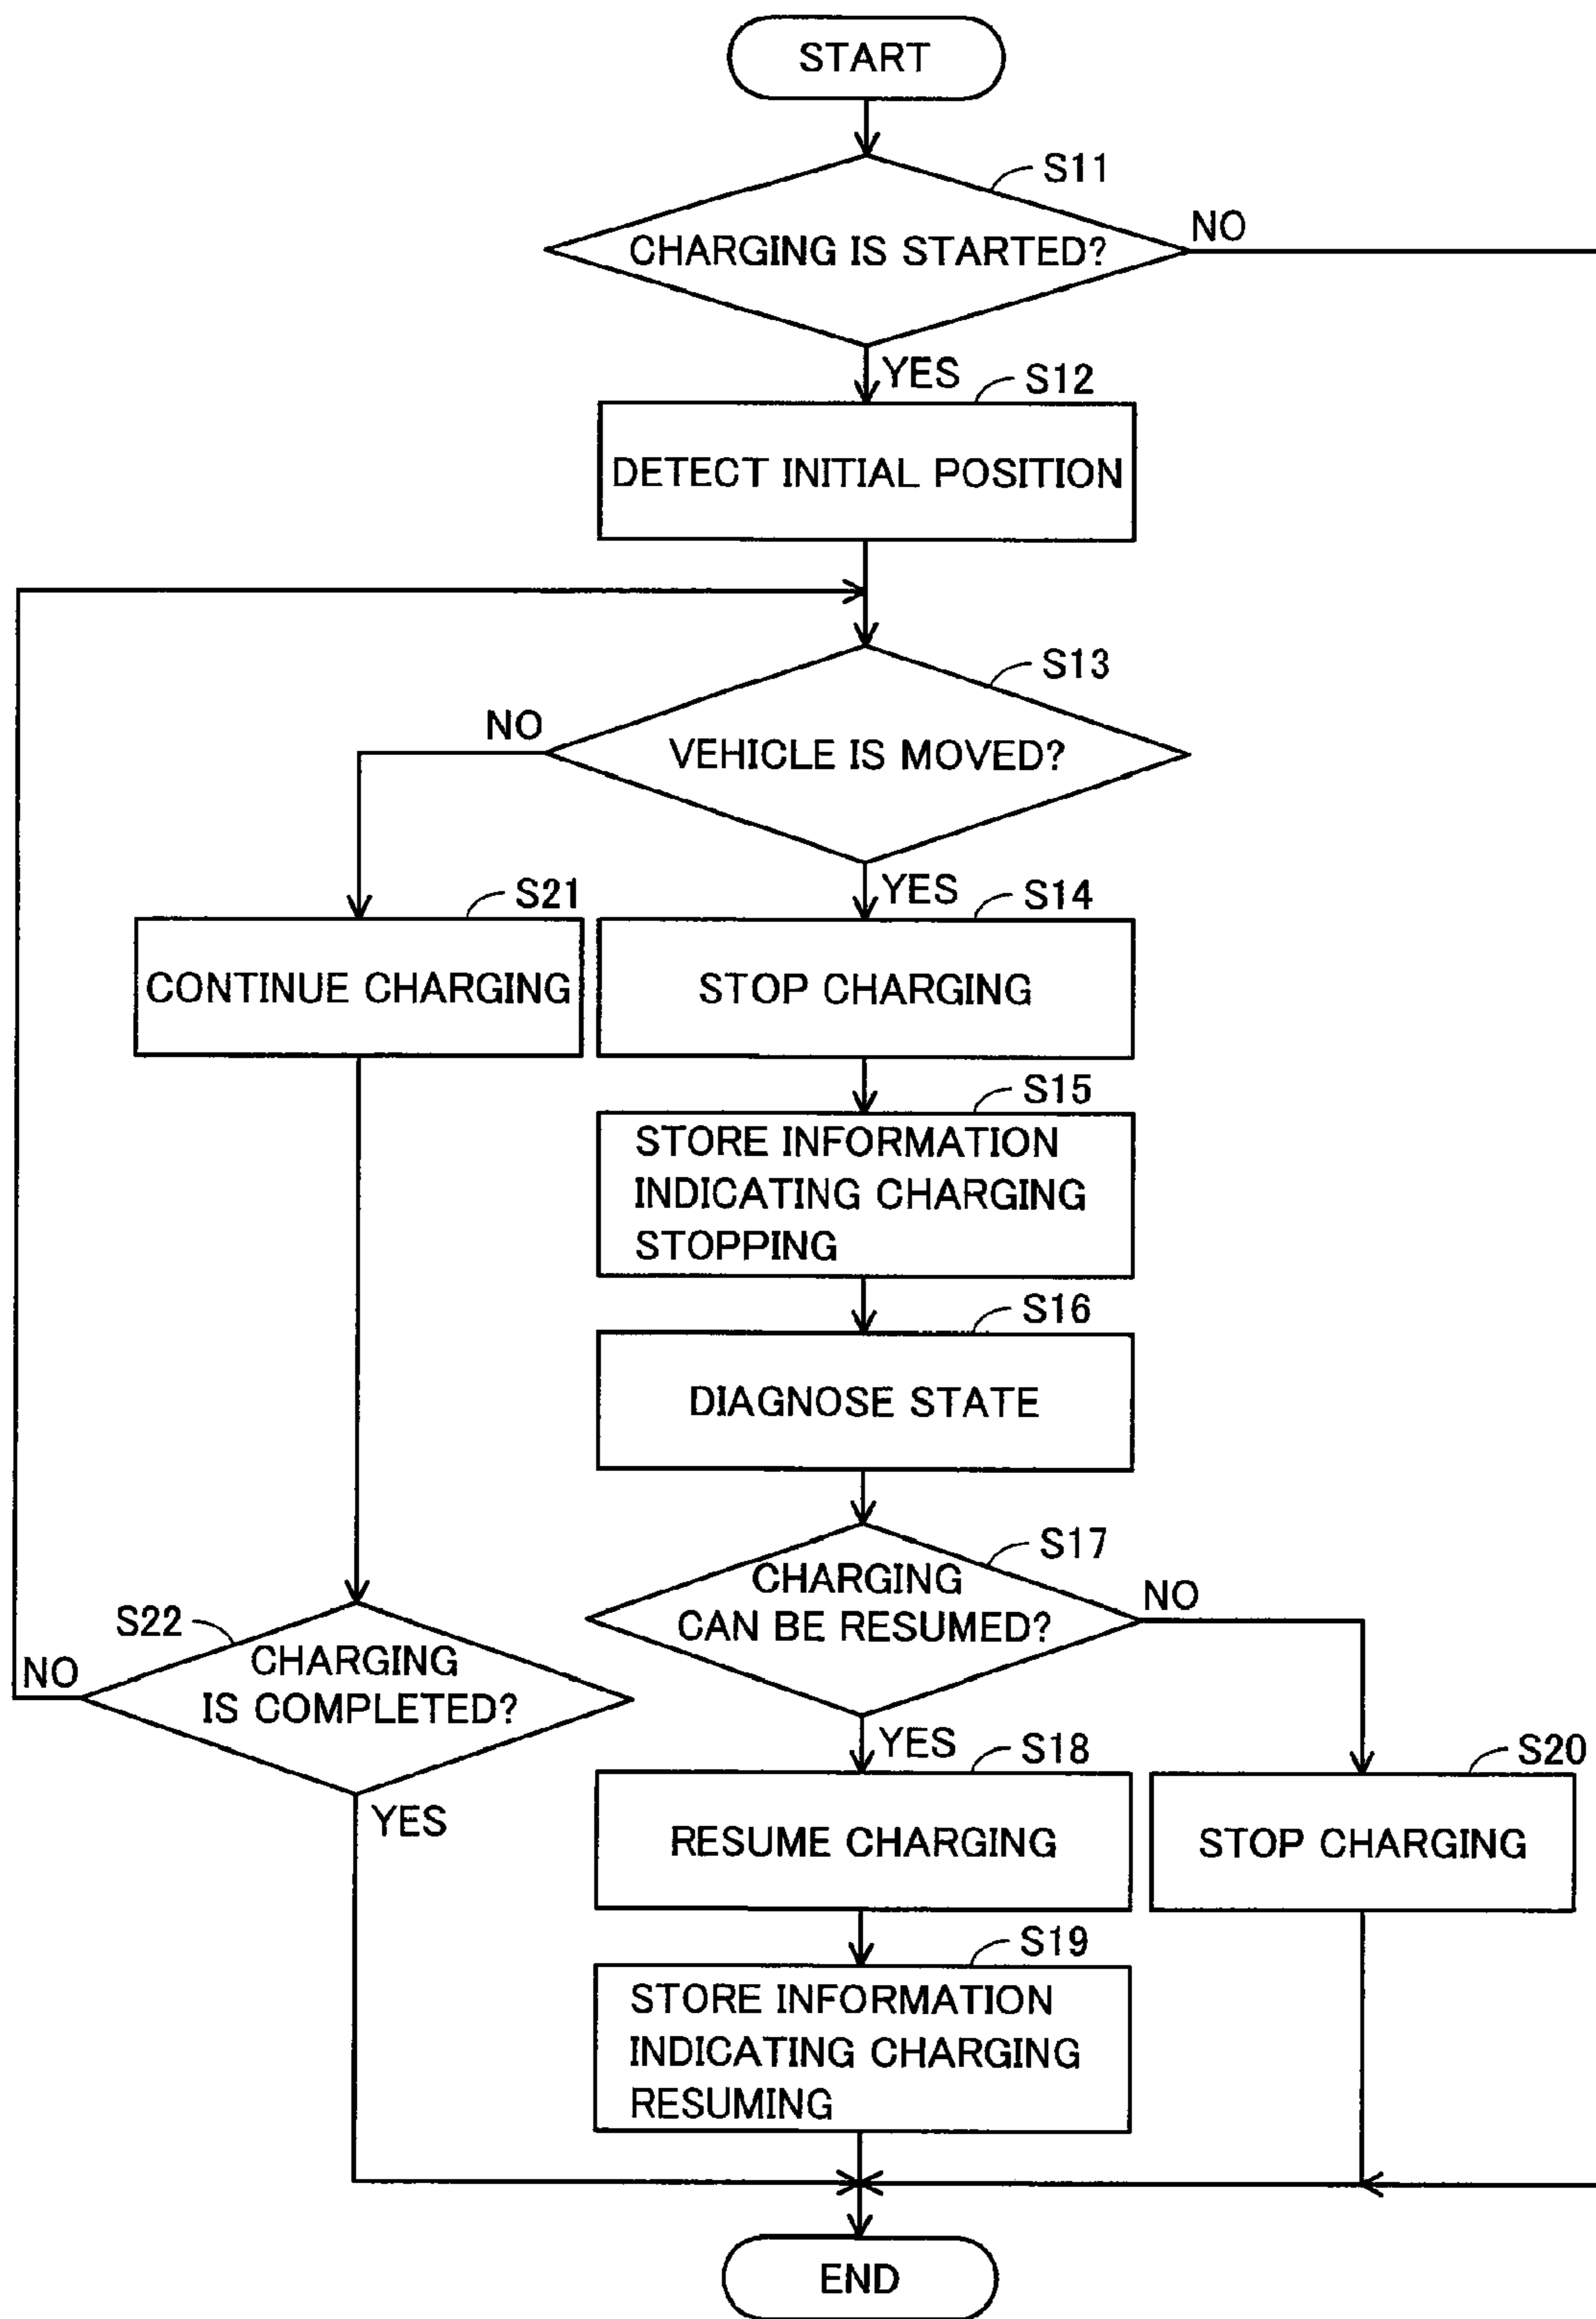 START
S11
CHARGING IS STARTED?
NO
YES
S12
DETECT INITIAL POSITION
S13
NO
VEHICLE IS MOVED?
YES
S21
S14
CONTINUE CHARGING
STOP CHARGING
S15
STORE INFORMATION
INDICATING CHARGING
STOPPING
S16
DIAGNOSE STATE
S17
CHARGING
CAN BE RESUMED?
NO
S22
CHARGING
IS COMPLETED?
NO
YES
YES
S18
S20
RESUME CHARGING
STOP CHARGING
S19
STORE INFORMATION
INDICATING CHARGING
RESUMING
END